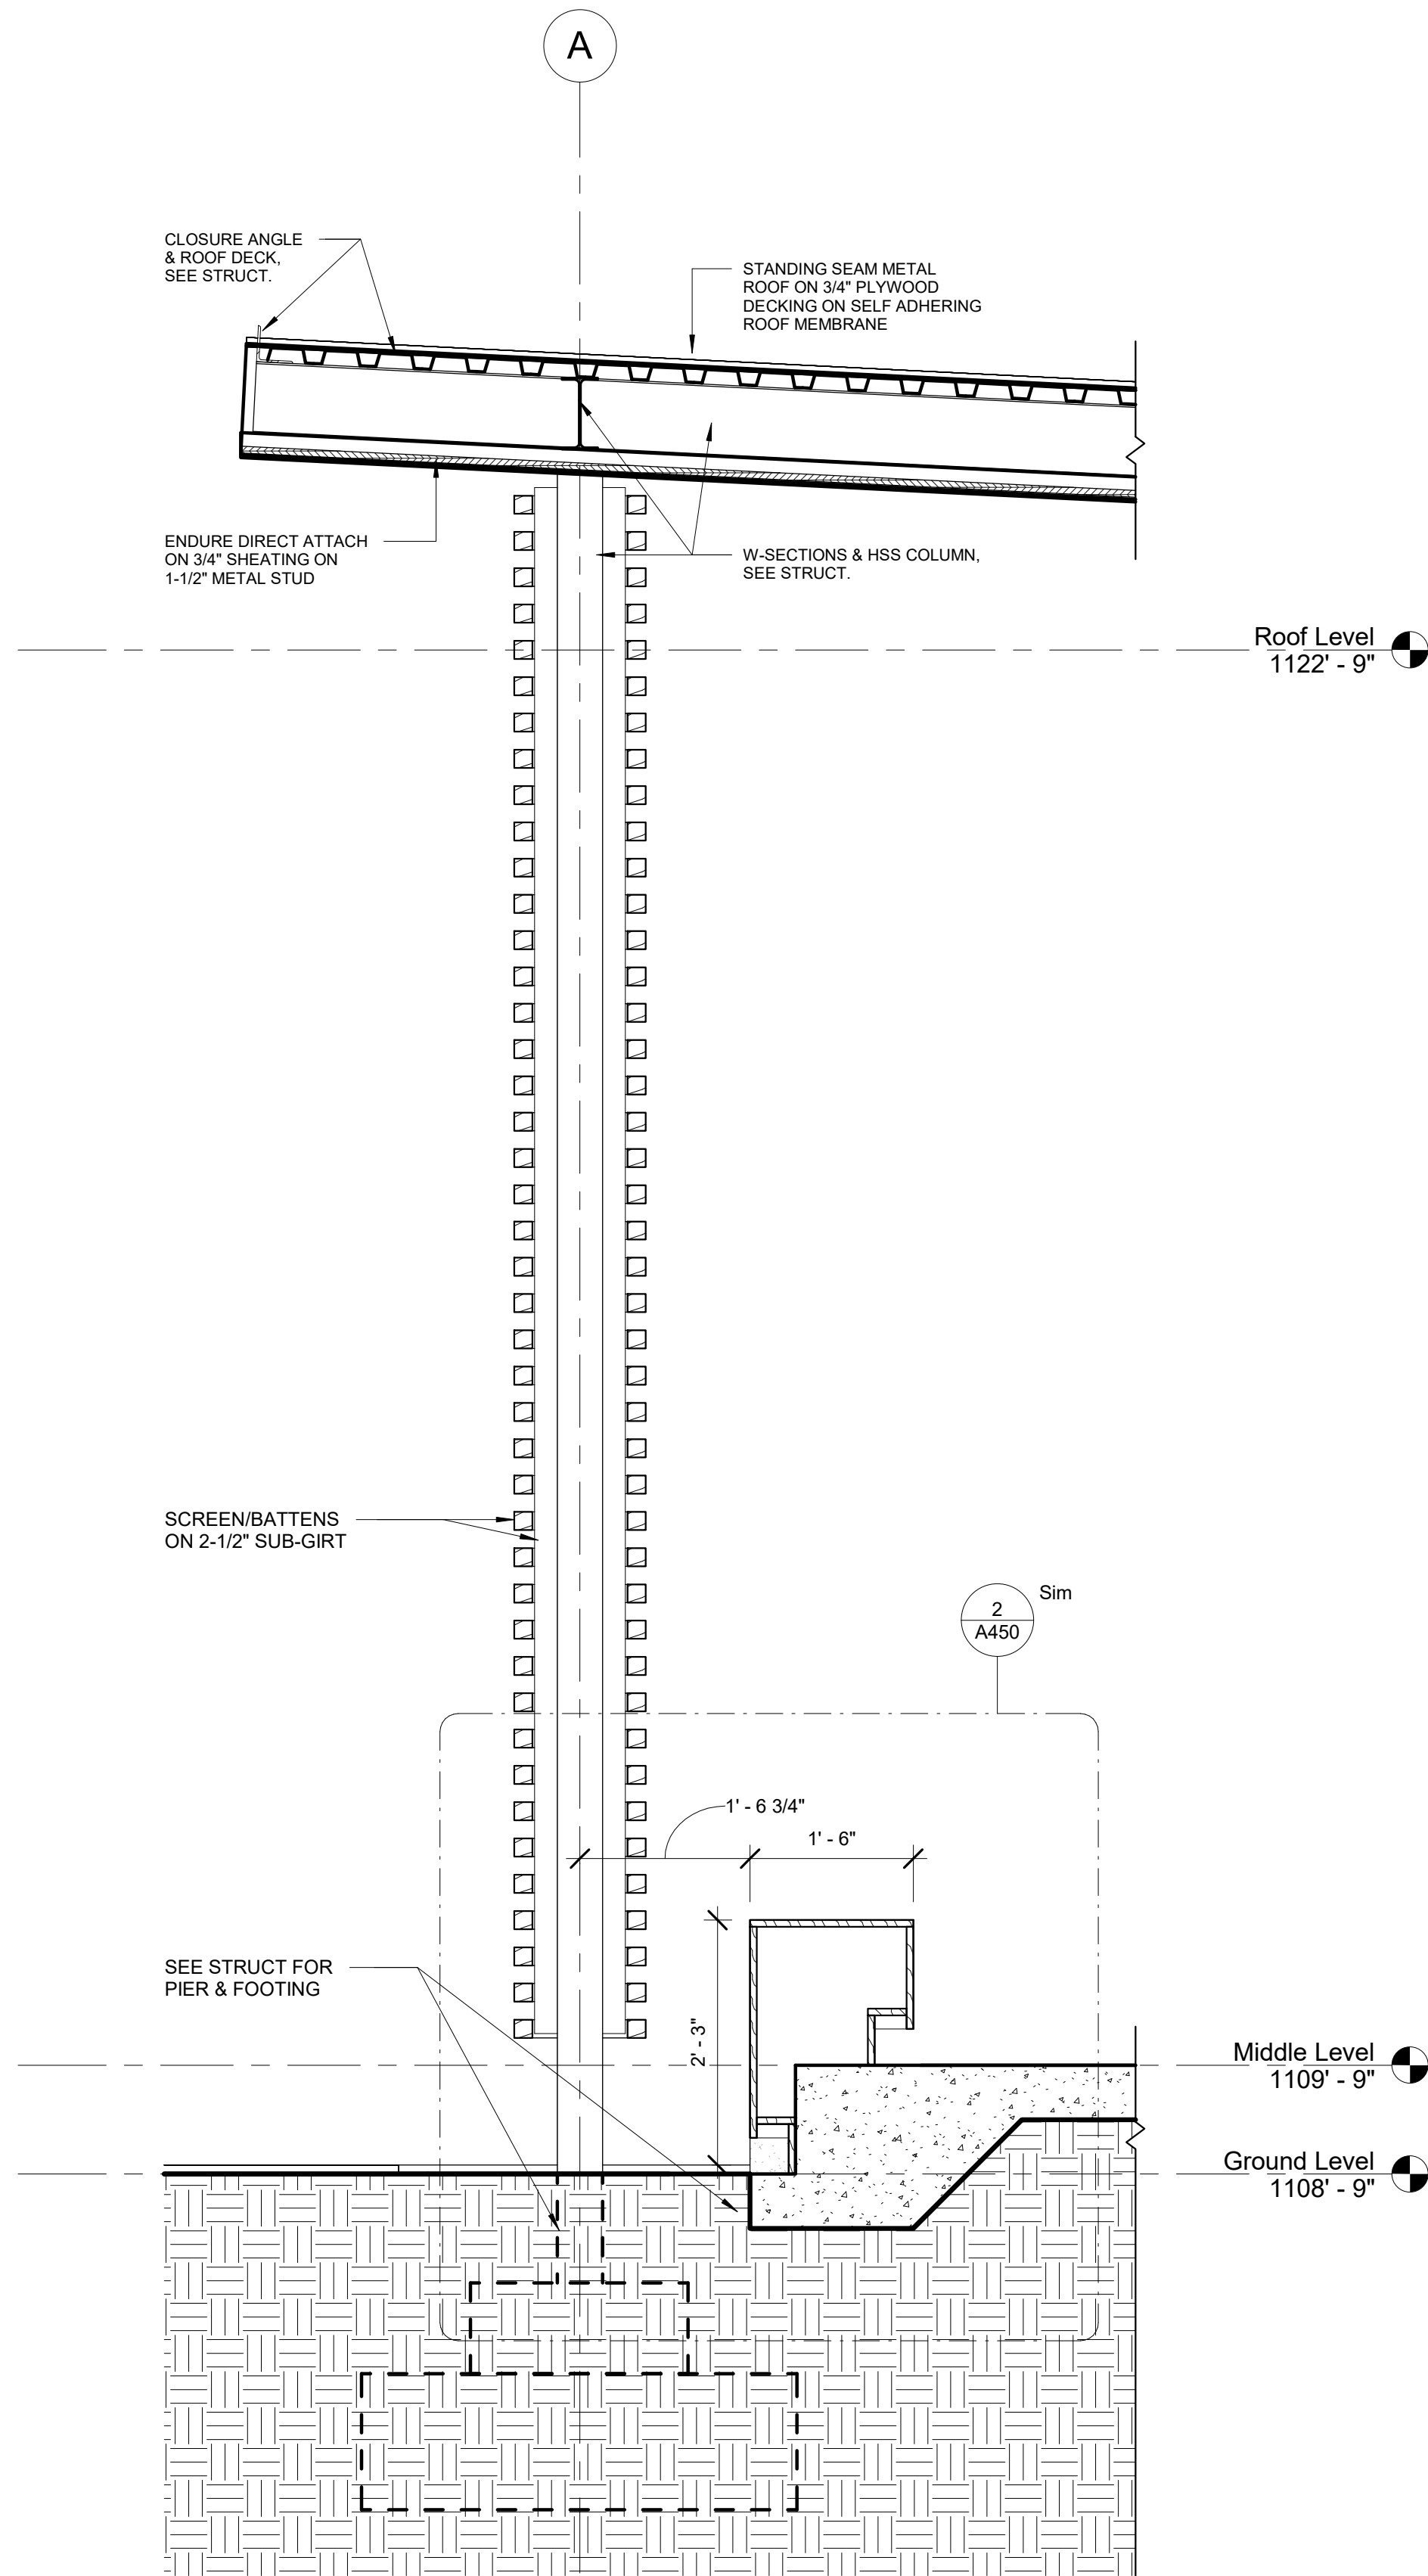 A
CLOSURE ANGLE
& ROOF DECK,
SEE STRUCT.
STANDING SEAM METAL
ROOF ON 3/4" PLYWOOD
DECKING ON SELF ADHERING
ROOF MEMBRANE
ENDURE DIRECT ATTACH
ON 3/4" SHEATING ON
1-1/2" METAL STUD
W-SECTIONS & HSS COLUMN,
SEE STRUCT.
Roof Level
1122' - 9"
SCREEN/BATTENS
ON 2-1/2" SUB-GIRT
2
A450
Sim
1' - 6 3/4"
1' - 6"
SEE STRUCT FOR
PIER & FOOTING
2' - 3"
Middle Level
1109' - 9"
Ground Level
1108' - 9"